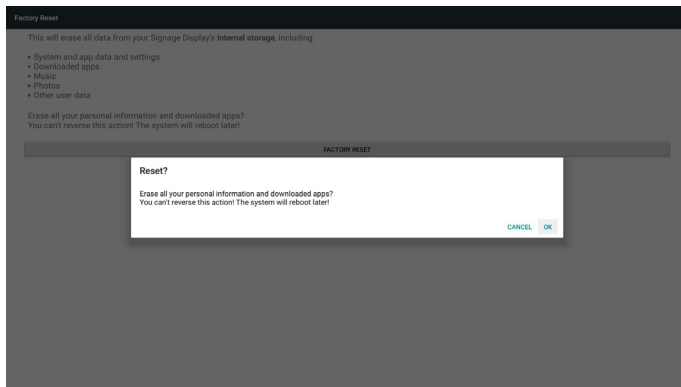 Factory Reset
This will erase all data from your Signage Display's Internal storage, including:
• System and app data and settings
• Downloaded apps
• Music
• Photos
• Other user data
Erase all your personal information and downloaded apps?
You can't reverse this action! The system will reboot later!
FACTORY RESET
Reset?
Erase all your personal information and downloaded apps?
You can't reverse this action! The system will reboot later!
CANCEL OK